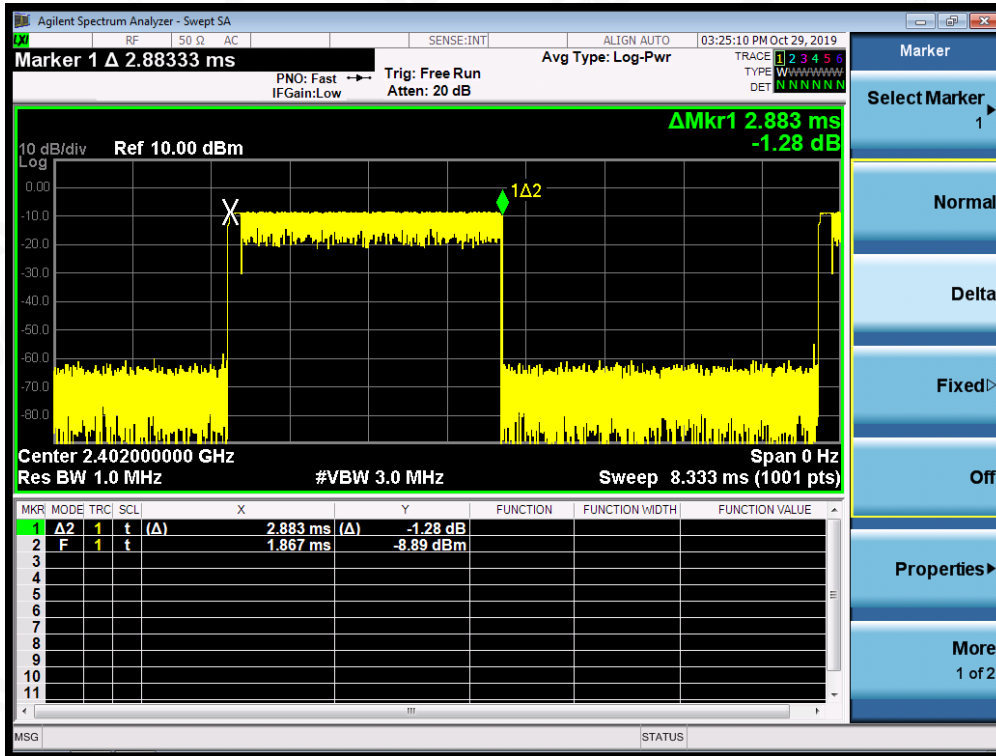 Agilent Spectrum Analyzer - Swept SA
LXI RF 50 Ω AC SENSE:INT ALIGN AUTO 03:25:10 PM Oct 29, 2019
Marker 1 Δ 2.88333 ms
PNO: Fast
IFGain:Low
Trig: Free Run
Atten: 20 dB
Avg Type: Log-Pwr
TRACE 1 2 3 4 5 6
TYPE W
DET N N N N N N
ΔMkr1 2.883 ms
-1.28 dB
10 dB/div Ref 10.00 dBm
Log
0.00
-10.0
-20.0
-30.0
-40.0
-50.0
-60.0
-70.0
-80.0
X
1Δ2
Center 2.402000000 GHz Span 0 Hz
Res BW 1.0 MHz #VBW 3.0 MHz Sweep 8.333 ms (1001 pts)
MKR MODE TRC SCL X Y FUNCTION FUNCTION WIDTH FUNCTION VALUE
1 Δ2 1 t (Δ) 2.883 ms (Δ) -1.28 dB
2 F 1 t 1.867 ms -8.89 dBm
3
4
5
6
7
8
9
10
11
MSG STATUS
Marker
Select Marker
1
Normal
Delta
Fixed
Off
Properties
More
1 of 2